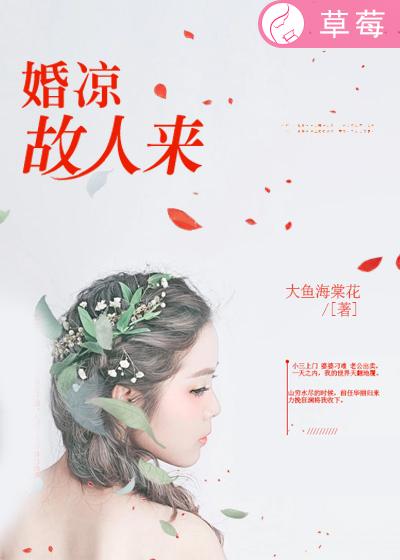 草莓
婚凉
故人来
大鱼海棠花
/[著]
小三上门 婆婆刁难 老公出卖。
一天之内，我的世界天翻地覆。
山穷水尽的时候，前任华丽归来
力挽狂澜将我收下。
//////////